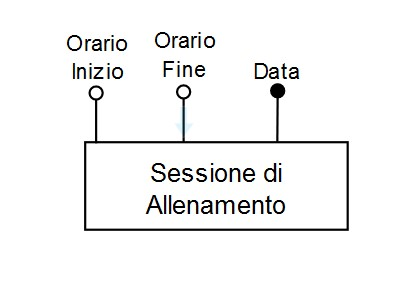 Orario
Inizio
Orario
Fine
Data
Sessione di
Allenamento